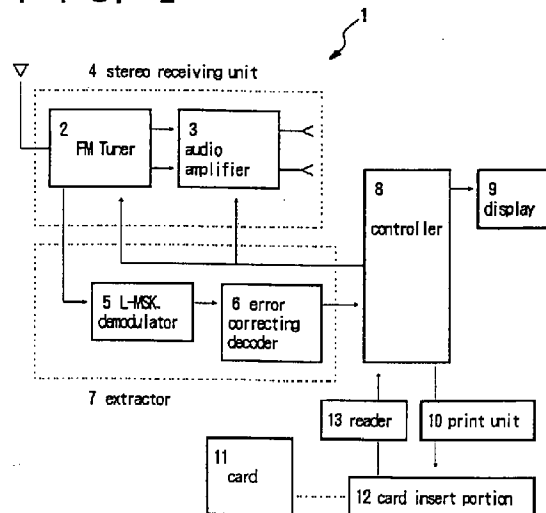 1
4 stereo receiving unit
2
FM Tuner
3
audio
amplifier
8
controller
9
display
5 L-MSK.
demodulator
6 error
correcting
decoder
7 extractor
13 reader
10 print unit
11
card
12 card insert portion